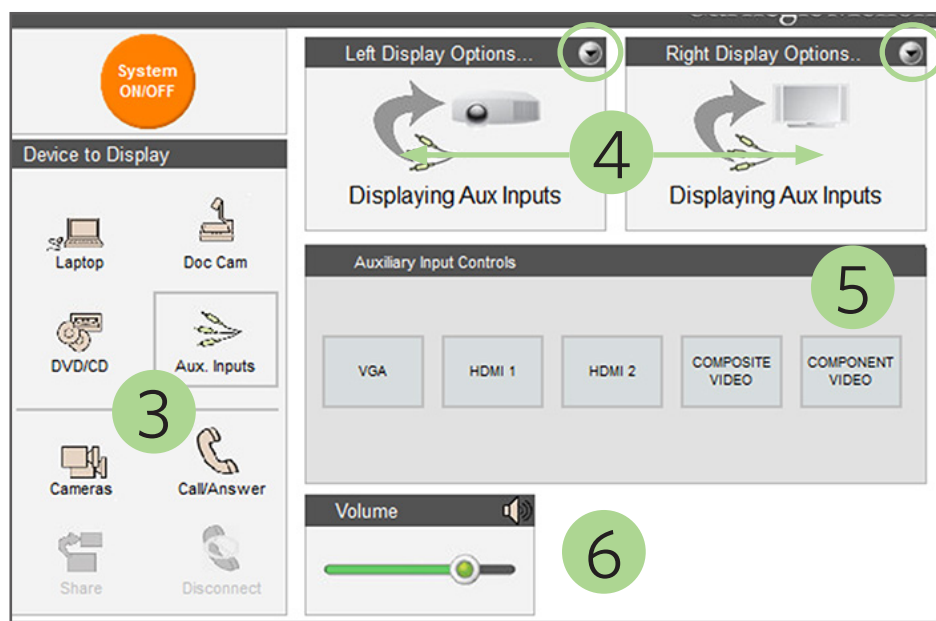 System
ON/OFF
Left Display Options...
Right Display Options..
4
Displaying Aux Inputs
Displaying Aux Inputs
Device to Display
Laptop
Doc Cam
DVD/CD
Aux. Inputs
3
Cameras
Call/Answer
Share
Disconnect
Auxiliary Input Controls
5
VGA
HDMI 1
HDMI 2
COMPOSITE
VIDEO
COMPONENT
VIDEO
Volume
6